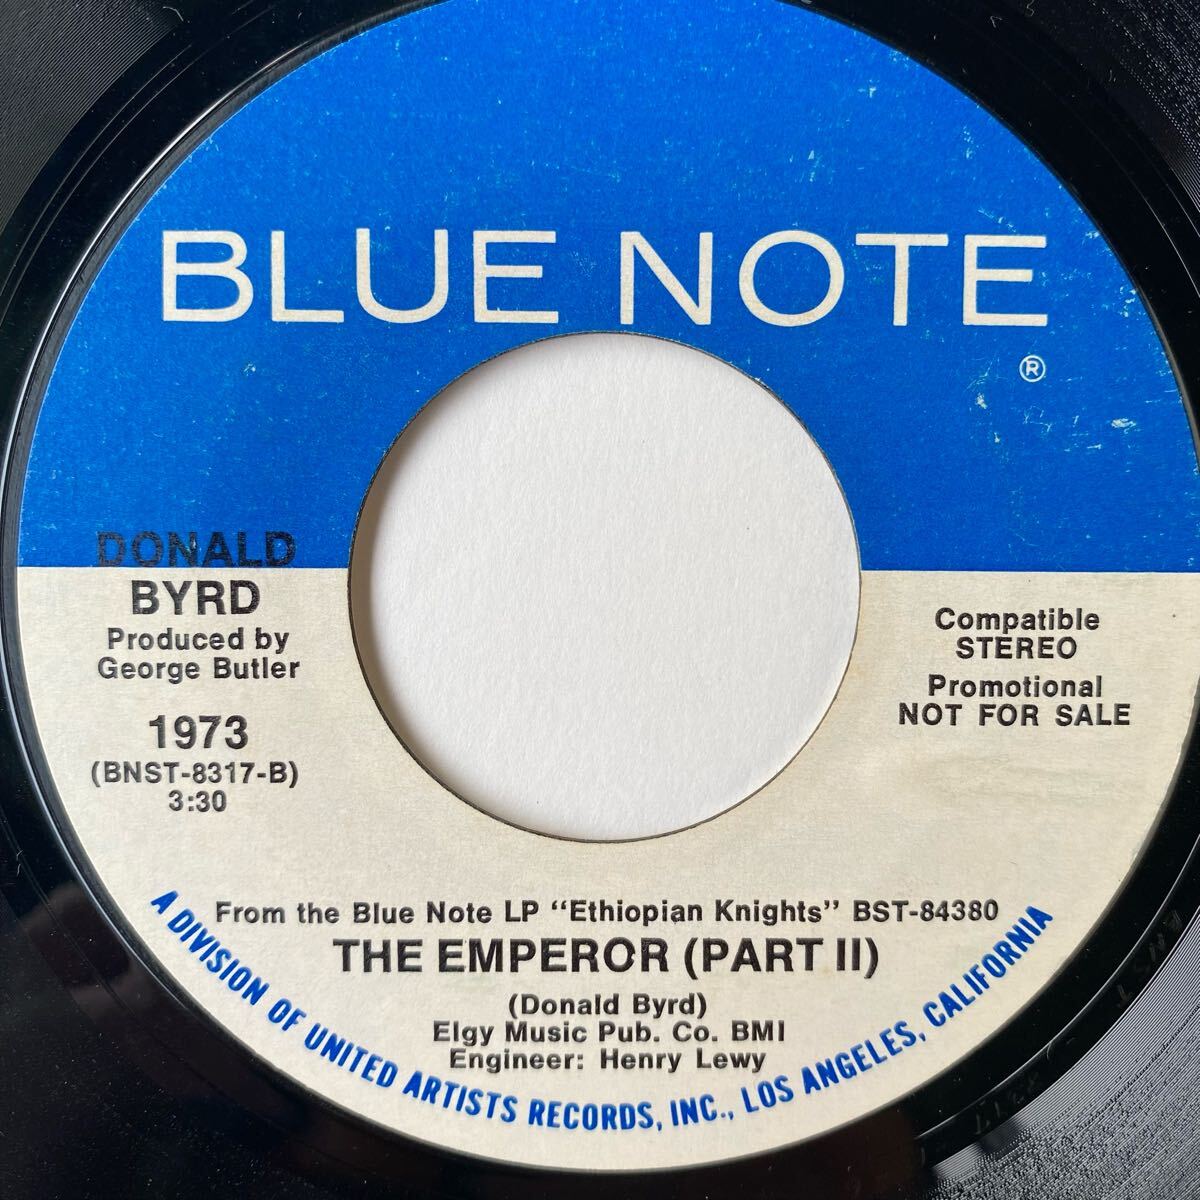 BLUE NOTE
®
DONALD
BYRD
Produced by
George Butler
1973
(BNST-8317-B)
3:30
Compatible
STEREO
Promotional
NOT FOR SALE
From the Blue Note LP "Ethiopian Knights" BST-84380
THE EMPEROR (PART II)
(Donald Byrd)
Elgy Music Pub. Co. BMI
Engineer: Henry Lewy
A DIVISION OF UNITED ARTISTS RECORDS, INC., LOS ANGELES, CALIFORNIA